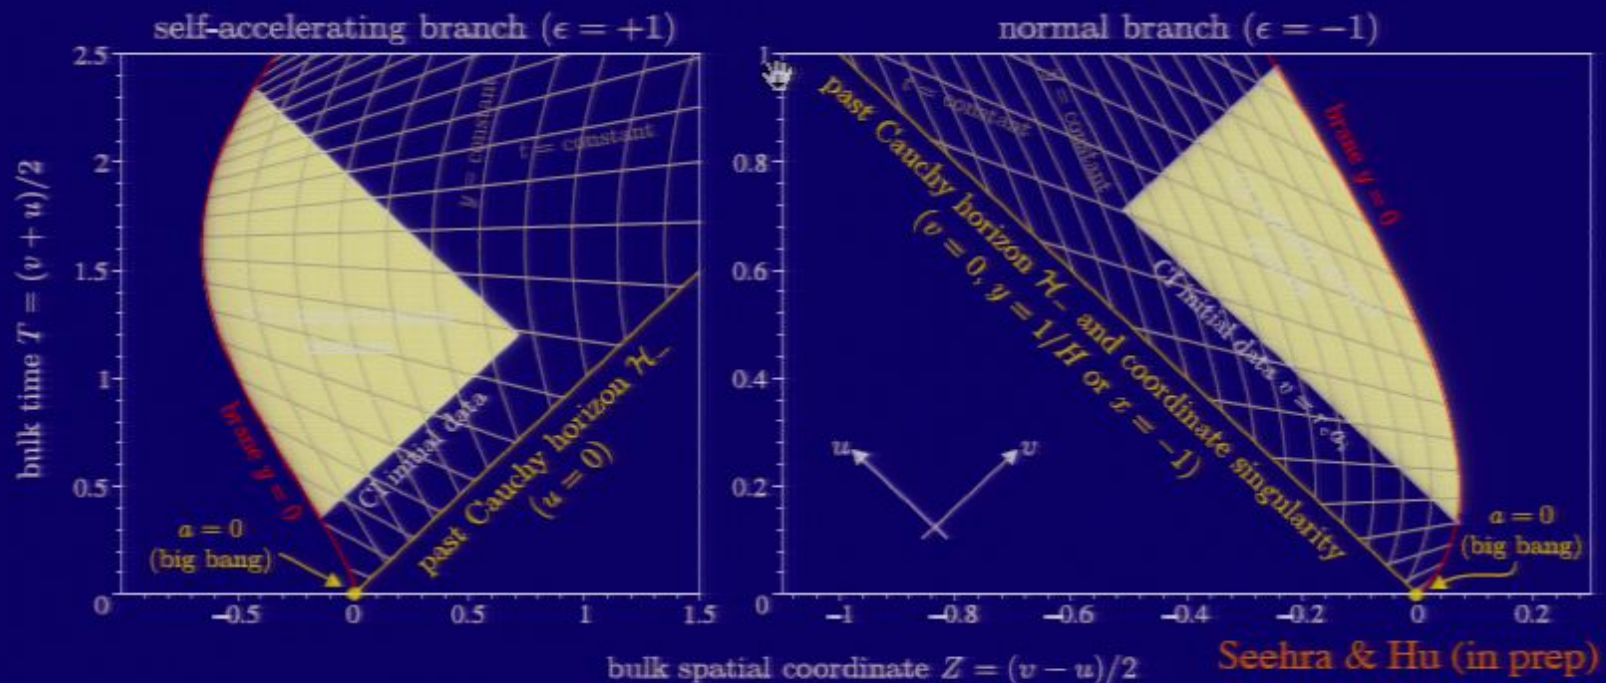 self-accelerating branch (ϵ = +1)
2.5
2
1.5
1
0.5
0
bulk time T = (v + u)/2
y = constant
t = constant
brane y = 0
CI initial data
past Cauchy horizon ℋ₋
(u = 0)
a = 0
(big bang)
−0.5
0
0.5
1
1.5
normal branch (ϵ = −1)
1
0.8
0.6
0.4
0.2
0
t = constant
constant
brane y = 0
past Cauchy horizon ℋ₋ and coordinate singularity
(v = 0, y = 1/H or x = −1)
CI initial data
u
v
a = 0
(big bang)
−1
−0.8
−0.6
−0.4
−0.2
0
0.2
bulk spatial coordinate Z = (v − u)/2
Seehra & Hu (in prep)